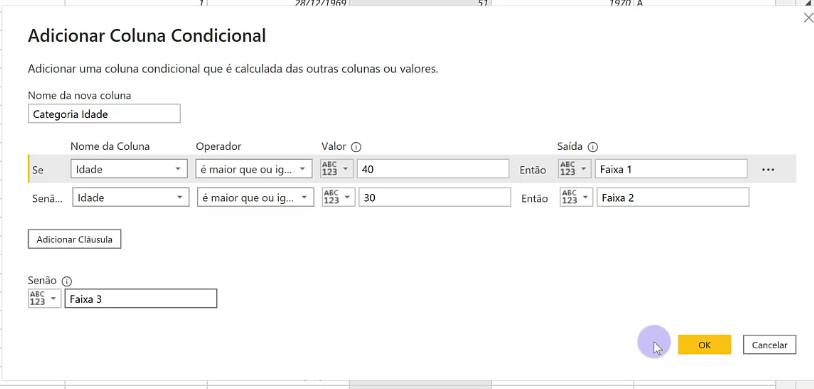 1 28/12/1969 51 1970 A
Adicionar Coluna Condicional
Adicionar uma coluna condicional que é calculada das outras colunas ou valores.
Nome da nova coluna
Categoria Idade
Nome da Coluna Operador Valor Saída
Se Idade é maior que ou ig... ABC 123 40 Então ABC 123 Faixa 1 ...
Senã... Idade é maior que ou ig... ABC 123 30 Então ABC 123 Faixa 2
Adicionar Cláusula
Senão
ABC 123 Faixa 3
OK Cancelar